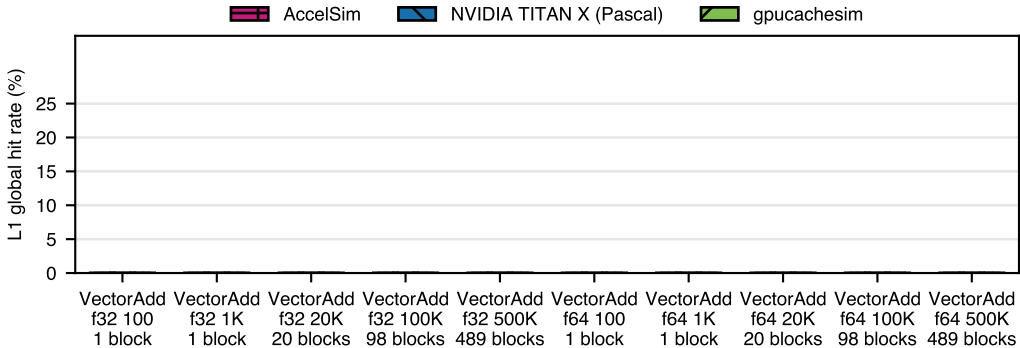 AccelSim NVIDIA TITAN X (Pascal) gpucachesim
L1 global hit rate (%)
25
20
15
10
5
0
VectorAdd VectorAdd VectorAdd VectorAdd VectorAdd VectorAdd VectorAdd VectorAdd VectorAdd VectorAdd
f32 100 f32 1K f32 20K f32 100K f32 500K f64 100 f64 1K f64 20K f64 100K f64 500K
1 block 1 block 20 blocks 98 blocks 489 blocks 1 block 1 block 20 blocks 98 blocks 489 blocks